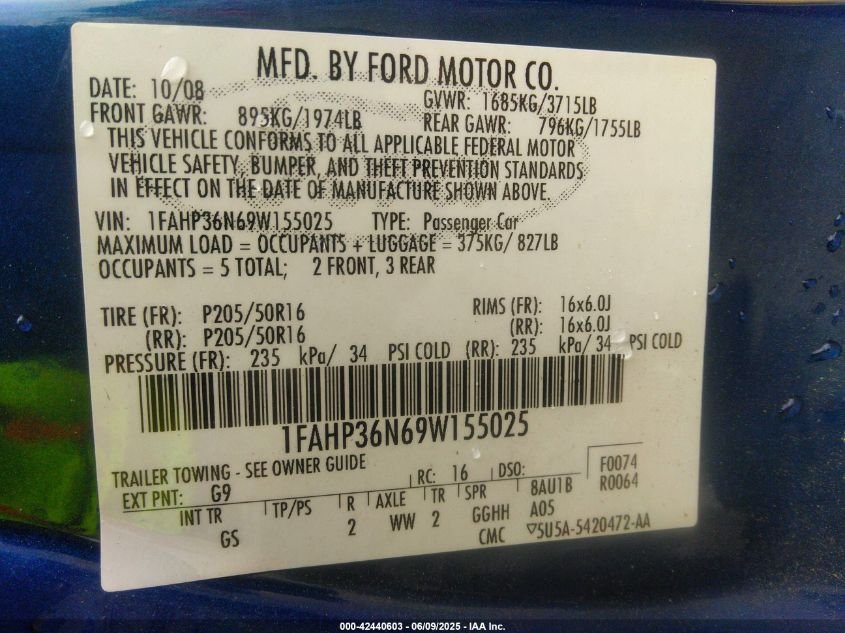 MFD. BY FORD MOTOR CO.
DATE: 10/08 GVWR: 1685KG/3715LB
FRONT GAWR: 895KG/1974LB REAR GAWR: 796KG/1755LB
THIS VEHICLE CONFORMS TO ALL APPLICABLE FEDERAL MOTOR
VEHICLE SAFETY, BUMPER, AND THEFT PREVENTION STANDARDS
IN EFFECT ON THE DATE OF MANUFACTURE SHOWN ABOVE.
VIN: 1FAHP36N69W155025 TYPE: Passenger Car
MAXIMUM LOAD = OCCUPANTS + LUGGAGE = 375KG/ 827LB
OCCUPANTS = 5 TOTAL; 2 FRONT, 3 REAR
TIRE (FR): P205/50R16 RIMS (FR): 16x6.0J
(RR): P205/50R16 (RR): 16x6.0J
PRESSURE (FR): 235 kPa/ 34 PSI COLD (RR): 235 kPa/ 34 PSI COLD
1FAHP36N69W155025
TRAILER TOWING - SEE OWNER GUIDE
EXT PNT: G9 RC: 16 DSO: F0074
INT TR TP/PS R AXLE TR SPR 8AU1B R0064
GS 2 WW 2 GGHH A05
CMC ▽5U5A-5420472-AA
000-42440603 - 06/09/2025 - IAA Inc.